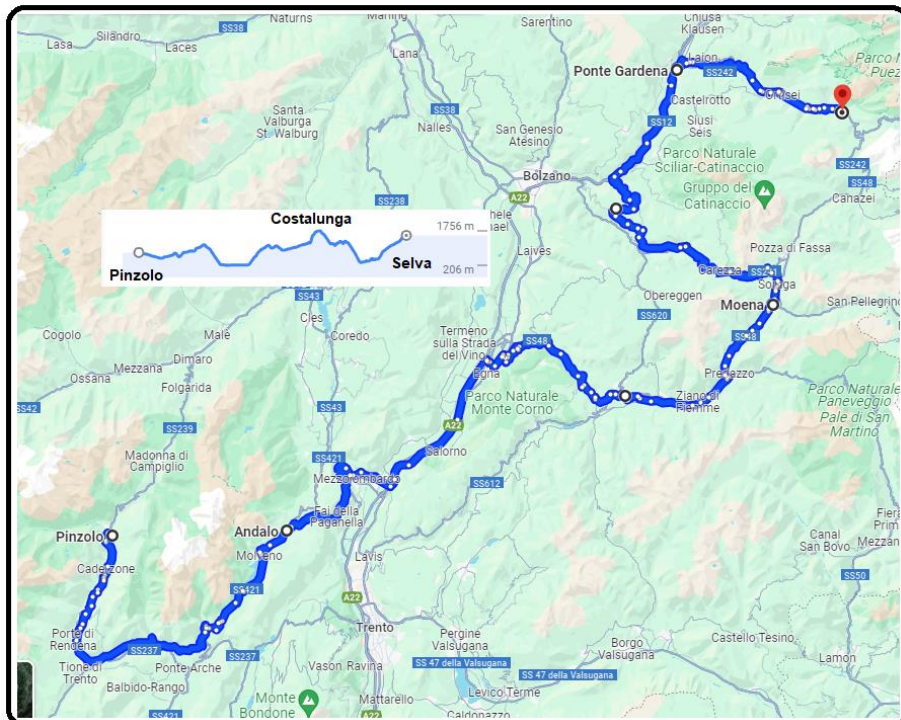 SS38
Naturns
Marling
Sarentino
Chiusa
Klausen
Lasa
Silandro
Laces
Lana
Laion
Parco N
Puez
Ponte Gardena
SS242
Castelrotto
SS38
Santa
Valburga
St. Walburg
Nalles
San Genesio
Atesino
SS12
Siusi
Seis
Parco Naturale
Sciliar-Catinaccio
SS242
SS48
Bolzano
A22
Gruppo del
Catinaccio
Canazei
SS238
Costalunga
1756 m
206 m
Pinzolo
Selva
Laives
Pozza di Fassa
Carezza
Soraga
Obereggen
Moena
San Pellegrino
SS43
Cles
Coredo
Termeno
sulla Strada
del Vino
SS48
SS620
SS48
Cogolo
Malè
Mezzana
Dimaro
Ossana
Folgarida
Egna
Predazzo
Parco Naturale
Monte Corno
Ziano di
Fiemme
Parco Naturale
Paneveggio
Pale di San
Martino
SS42
SS43
SS239
A22
Madonna di
Campiglio
SS421
Salorno
Mezzolombardo
SS612
Fai della
Paganella
Pinzolo
Andalo
Lavis
Molveno
Canal
San Bovo
Mezzan
Caderzone
SS50
SS421
A22
Trento
Porte di
Rendena
Pergine
Valsugana
Borgo
Valsugana
Castello Tesino
Tione di
Trento
SS237
Ponte Arche
SS237
Vason
Ravina
SS 47 della Valsugana
SS 47 della Valsugana
Lamon
Balbido-Rango
Monte
Bondone
Mattarello
Levico Terme
SS421
Caldonazzo